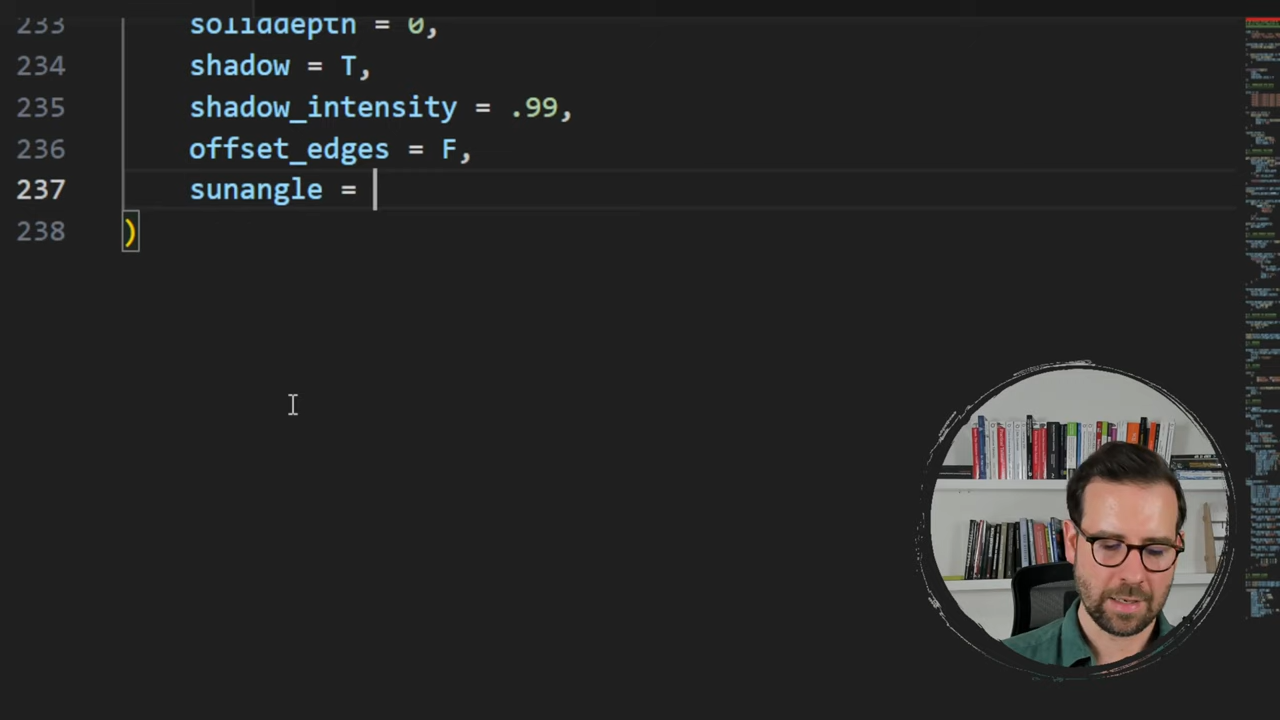 233 soliddepth = 0,
234 shadow = T,
235 shadow_intensity = .99,
236 offset_edges = F,
237 sunangle =
238 )